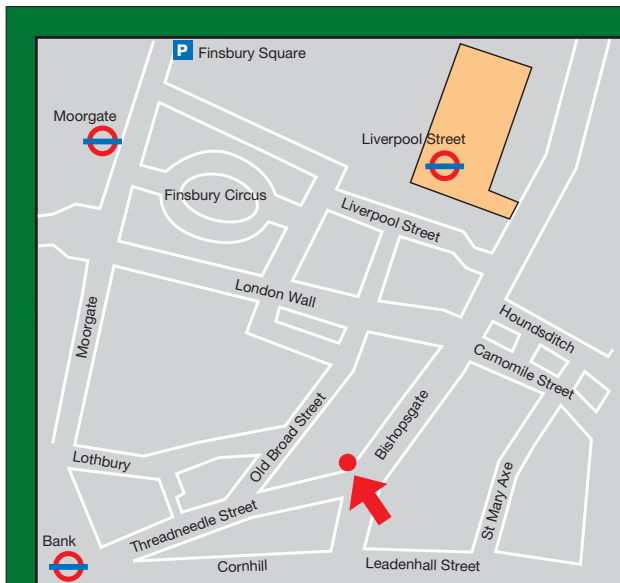 P Finsbury Square
Moorgate
Liverpool Street
Finsbury Circus
Liverpool Street
London Wall
Houndsditch
Moorgate
Camomile Street
Bishopsgate
Old Broad Street
Lothbury
St Mary Axe
Threadneedle Street
Bank
Cornhill
Leadenhall Street